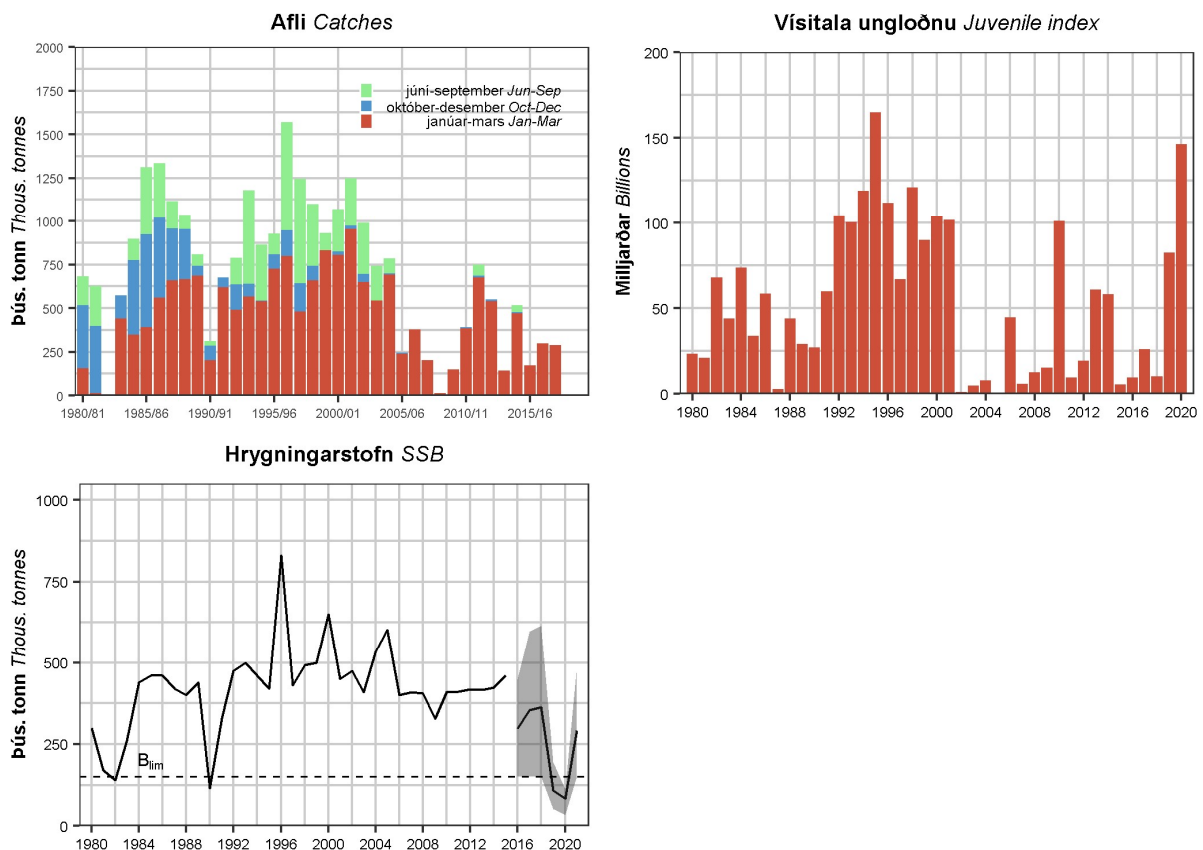 Afli Catches
Þús. tonn Thous. tonnes
2000
1750
1500
1250
1000
750
500
250
0
júní-september Jun-Sep
október-desember Oct-Dec
janúar-mars Jan-Mar
1980/81 1985/86 1990/91 1995/96 2000/01 2005/06 2010/11 2015/16
Vísitala ungloðnu Juvenile index
Milljarðar Billions
200
150
100
50
0
1980 1984 1988 1992 1996 2000 2004 2008 2012 2016 2020
Hrygningarstofn SSB
Þús. tonn Thous. tonnes
1000
750
500
250
0
Blim
1980 1984 1988 1992 1996 2000 2004 2008 2012 2016 2020